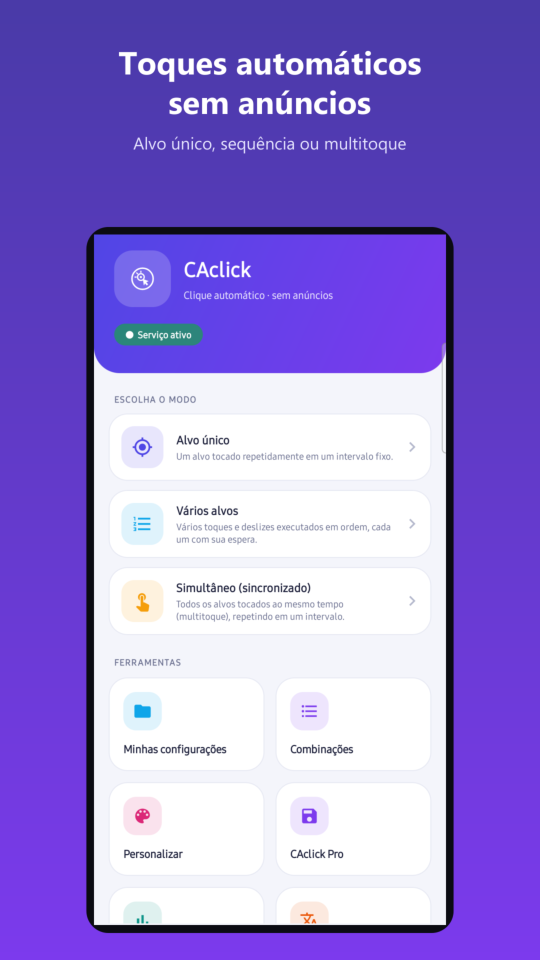 Toques automáticos
sem anúncios
Alvo único, sequência ou multitoque
CAclick
Clique automático · sem anúncios
Serviço ativo
ESCOLHA O MODO
Alvo único
Um alvo tocado repetidamente em um intervalo fixo.
Vários alvos
Vários toques e deslizes executados em ordem, cada
um com sua espera.
Simultâneo (sincronizado)
Todos os alvos tocados ao mesmo tempo
(multitoque), repetindo em um intervalo.
FERRAMENTAS
Minhas configurações
Combinações
Personalizar
CAclick Pro